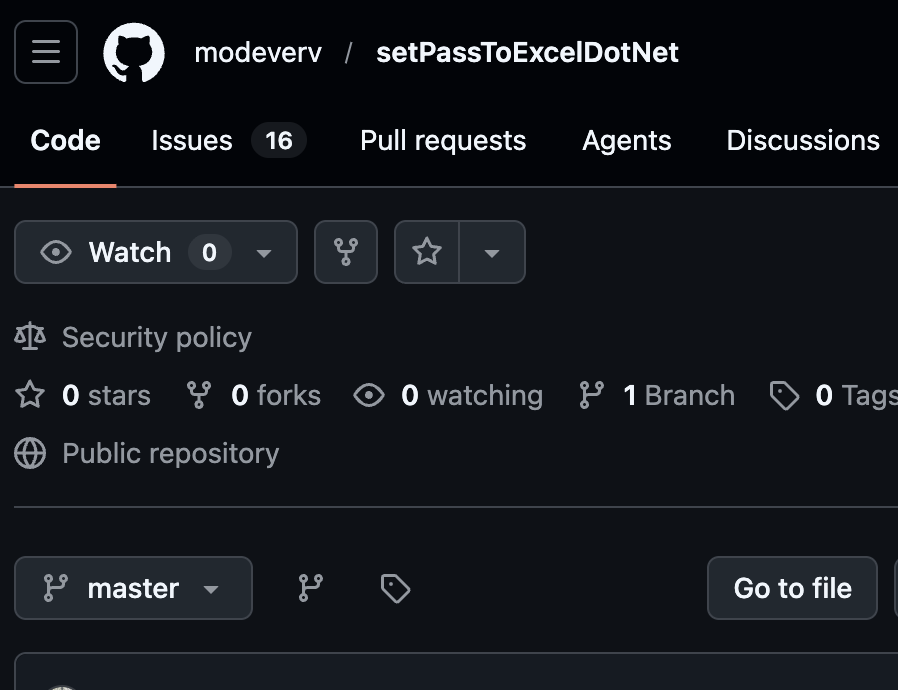 modeverv / setPassToExcelDotNet
Code Issues 16 Pull requests Agents Discussions
Watch 0
Security policy
0 stars 0 forks 0 watching 1 Branch 0 Tags
Public repository
master Go to file